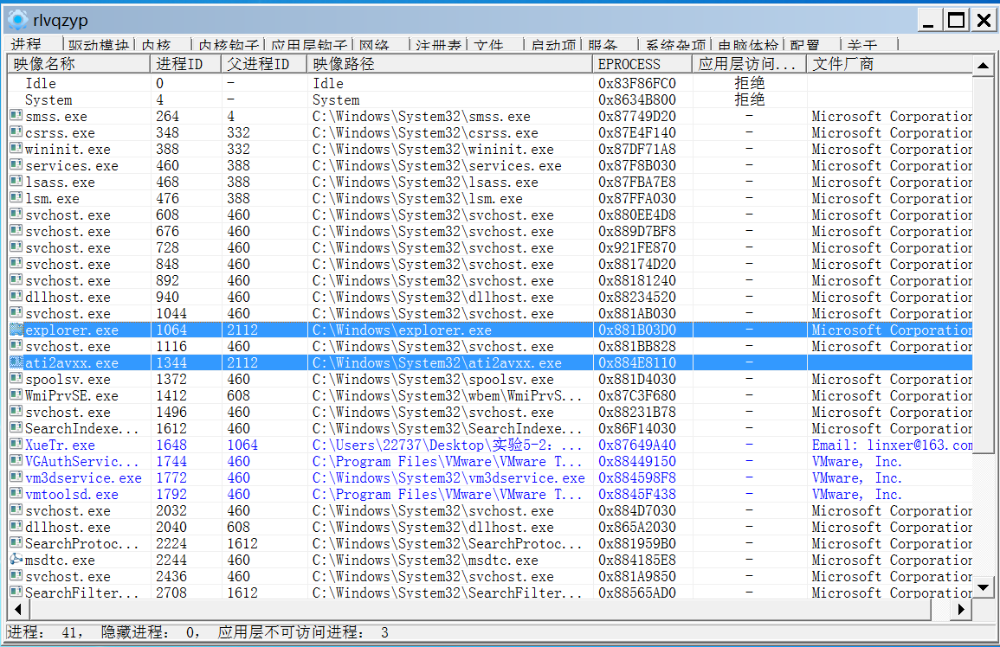 rlvqzyp
进程 驱动模块 内核 内核钩子 应用层钩子 网络 注册表 文件 启动项 服务 系统杂项 电脑体检 配置 关于
映像名称 进程ID 父进程ID 映像路径 EPROCESS 应用层访问... 文件厂商
Idle 0 - Idle 0x83F86FC0 拒绝
System 4 - System 0x8634B800 拒绝
smss.exe 264 4 C:\Windows\System32\smss.exe 0x87749D20 - Microsoft Corporation
csrss.exe 348 332 C:\Windows\System32\csrss.exe 0x87E4F140 - Microsoft Corporation
wininit.exe 388 332 C:\Windows\System32\wininit.exe 0x87DF71A8 - Microsoft Corporation
services.exe 460 388 C:\Windows\System32\services.exe 0x87F8B030 - Microsoft Corporation
lsass.exe 468 388 C:\Windows\System32\lsass.exe 0x87FBA7E8 - Microsoft Corporation
lsm.exe 476 388 C:\Windows\System32\lsm.exe 0x87FFA030 - Microsoft Corporation
svchost.exe 608 460 C:\Windows\System32\svchost.exe 0x880EE4D8 - Microsoft Corporation
svchost.exe 676 460 C:\Windows\System32\svchost.exe 0x889D7BF8 - Microsoft Corporation
svchost.exe 728 460 C:\Windows\System32\svchost.exe 0x921FE870 - Microsoft Corporation
svchost.exe 848 460 C:\Windows\System32\svchost.exe 0x88174D20 - Microsoft Corporation
svchost.exe 892 460 C:\Windows\System32\svchost.exe 0x88181240 - Microsoft Corporation
dllhost.exe 940 460 C:\Windows\System32\dllhost.exe 0x88234520 - Microsoft Corporation
svchost.exe 1044 460 C:\Windows\System32\svchost.exe 0x881AB030 - Microsoft Corporation
explorer.exe 1064 2112 C:\Windows\explorer.exe 0x881B03D0 - Microsoft Corporation
svchost.exe 1116 460 C:\Windows\System32\svchost.exe 0x881BB828 - Microsoft Corporation
ati2avxx.exe 1344 2112 C:\Windows\System32\ati2avxx.exe 0x884E8110 -
spoolsv.exe 1372 460 C:\Windows\System32\spoolsv.exe 0x881D4030 - Microsoft Corporation
WmiPrvSE.exe 1412 608 C:\Windows\System32\wbem\WmiPrvS... 0x87C3F680 - Microsoft Corporation
svchost.exe 1496 460 C:\Windows\System32\svchost.exe 0x88231B78 - Microsoft Corporation
SearchIndexe... 1612 460 C:\Windows\System32\SearchIndexe... 0x86F14030 - Microsoft Corporation
XueTr.exe 1648 1064 C:\Users\22737\Desktop\实验5-2: ... 0x87649A40 - Email: linxer@163.com
VGAuthServic... 1744 460 C:\Program Files\VMware\VMware T... 0x88449150 - VMware, Inc.
vm3dservice.exe 1772 460 C:\Windows\System32\vm3dservice.exe 0x884598F8 - VMware, Inc.
vmtoolsd.exe 1792 460 C:\Program Files\VMware\VMware T... 0x8845F438 - VMware, Inc.
svchost.exe 2032 460 C:\Windows\System32\svchost.exe 0x884D7030 - Microsoft Corporation
dllhost.exe 2040 608 C:\Windows\System32\dllhost.exe 0x865A2030 - Microsoft Corporation
SearchProtoc... 2224 1612 C:\Windows\System32\SearchProtoc... 0x881959B0 - Microsoft Corporation
msdtc.exe 2244 460 C:\Windows\System32\msdtc.exe 0x884185E8 - Microsoft Corporation
svchost.exe 2436 460 C:\Windows\System32\svchost.exe 0x881A9850 - Microsoft Corporation
SearchFilter... 2708 1612 C:\Windows\System32\SearchFilter... 0x88565AD0 - Microsoft Corporation
进程: 41, 隐藏进程: 0, 应用层不可访问进程: 3